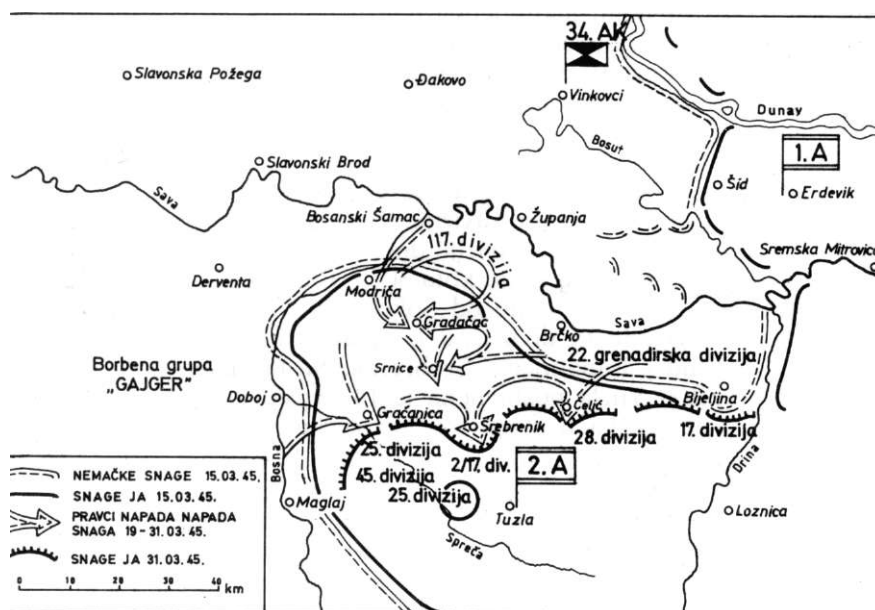 34. AK
Slavonska Požega
Đakovo
Vinkovci
Dunav
Bosut
1. A
Slavonski Brod
Šid
Erdevik
Sava
Bosanski Šamac
Županja
117. divizija
Sremska Mitrovica
Derventa
Modriča
Gradačac
Brčko
Sava
22. grenadirska divizija
Srnice
Borbena grupa
„GAJGER”
Bijeljina
Doboj
Čelić
Gračanica
Srebrenik
28. divizija
17. divizija
25. divizija
2/17. div.
2. A
Drina
45. divizija
25. divizija
Bosna
Maglaj
Tuzla
Loznica
Spreča
NEMAČKE SNAGE 15.03.45.
SNAGE JA 15.03.45.
PRAVCI NAPADA NAPADA
SNAGA 19-31.03.45.
SNAGE JA 31.03.45.
0 10 20 30 40
km